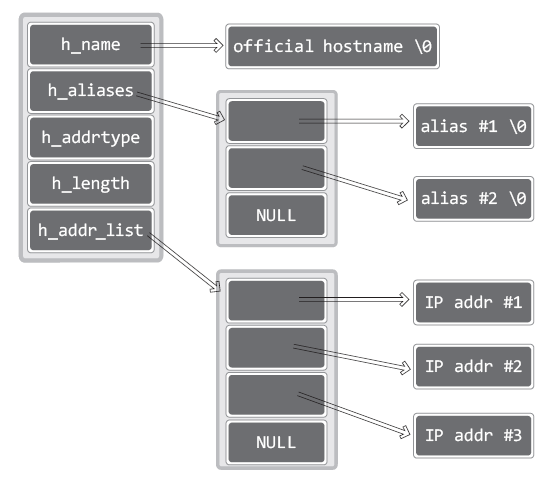 h_name
official hostname \0
h_aliases
h_addrtype
h_length
h_addr_list
alias #1 \0
alias #2 \0
NULL
IP addr #1
IP addr #2
IP addr #3
NULL